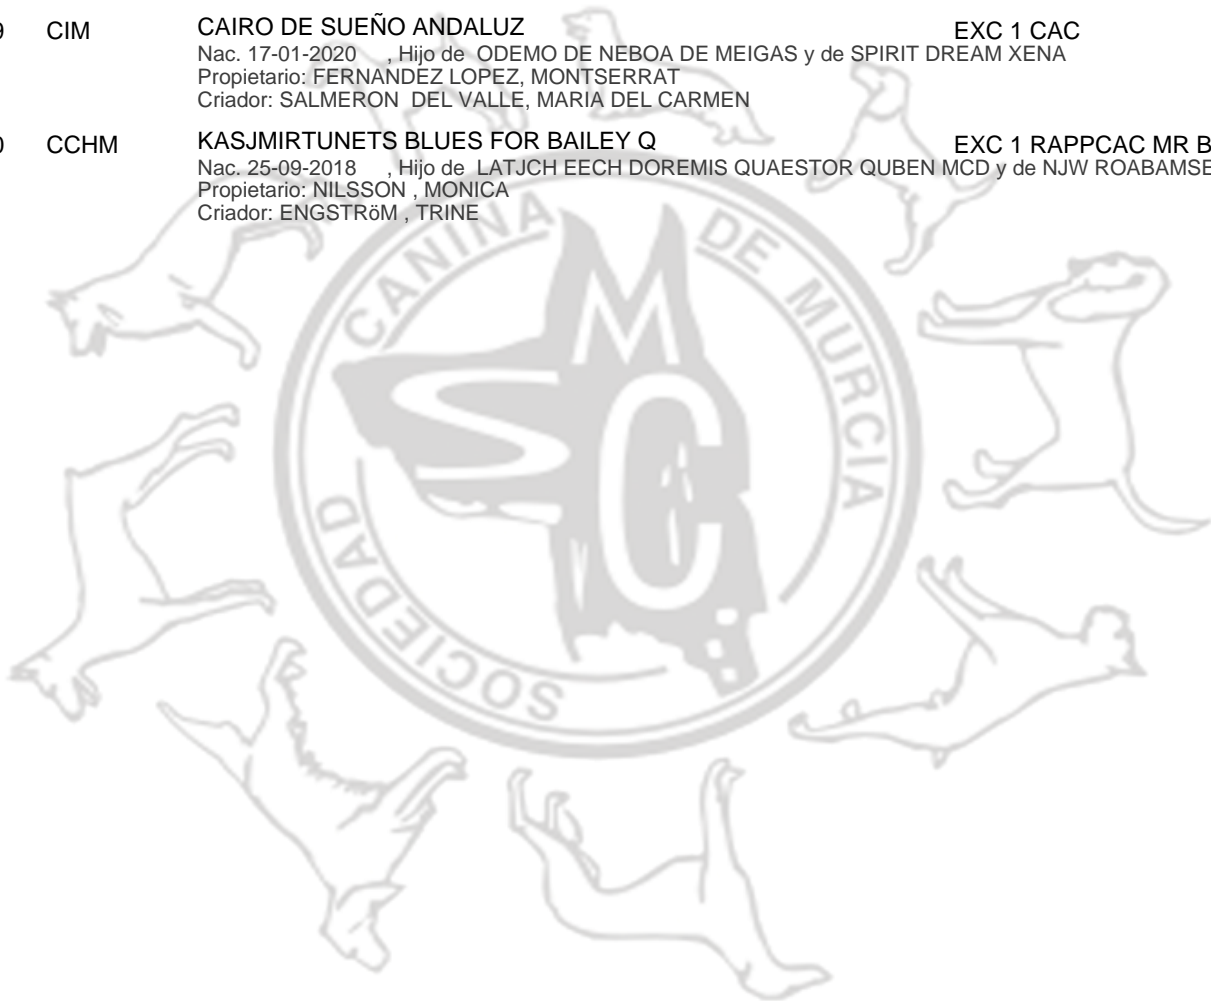 9 CIM CAIRO DE SUEÑO ANDALUZ EXC 1 CAC
Nac. 17-01-2020 , Hijo de ODEMO DE NEBOA DE MEIGAS y de SPIRIT DREAM XENA
Propietario: FERNANDEZ LOPEZ, MONTSERRAT
Criador: SALMERON DEL VALLE, MARIA DEL CARMEN
0 CCHM KASJMIRTUNETS BLUES FOR BAILEY Q EXC 1 RAPPCAC MR B
Nac. 25-09-2018 , Hijo de LATJCH EECH DOREMIS QUAESTOR QUBEN MCD y de NJW ROABAMSE
Propietario: NILSSON , MONICA
Criador: ENGSTRöM , TRINE
SOCIEDAD CANINA DE MURCIA
M
S
C